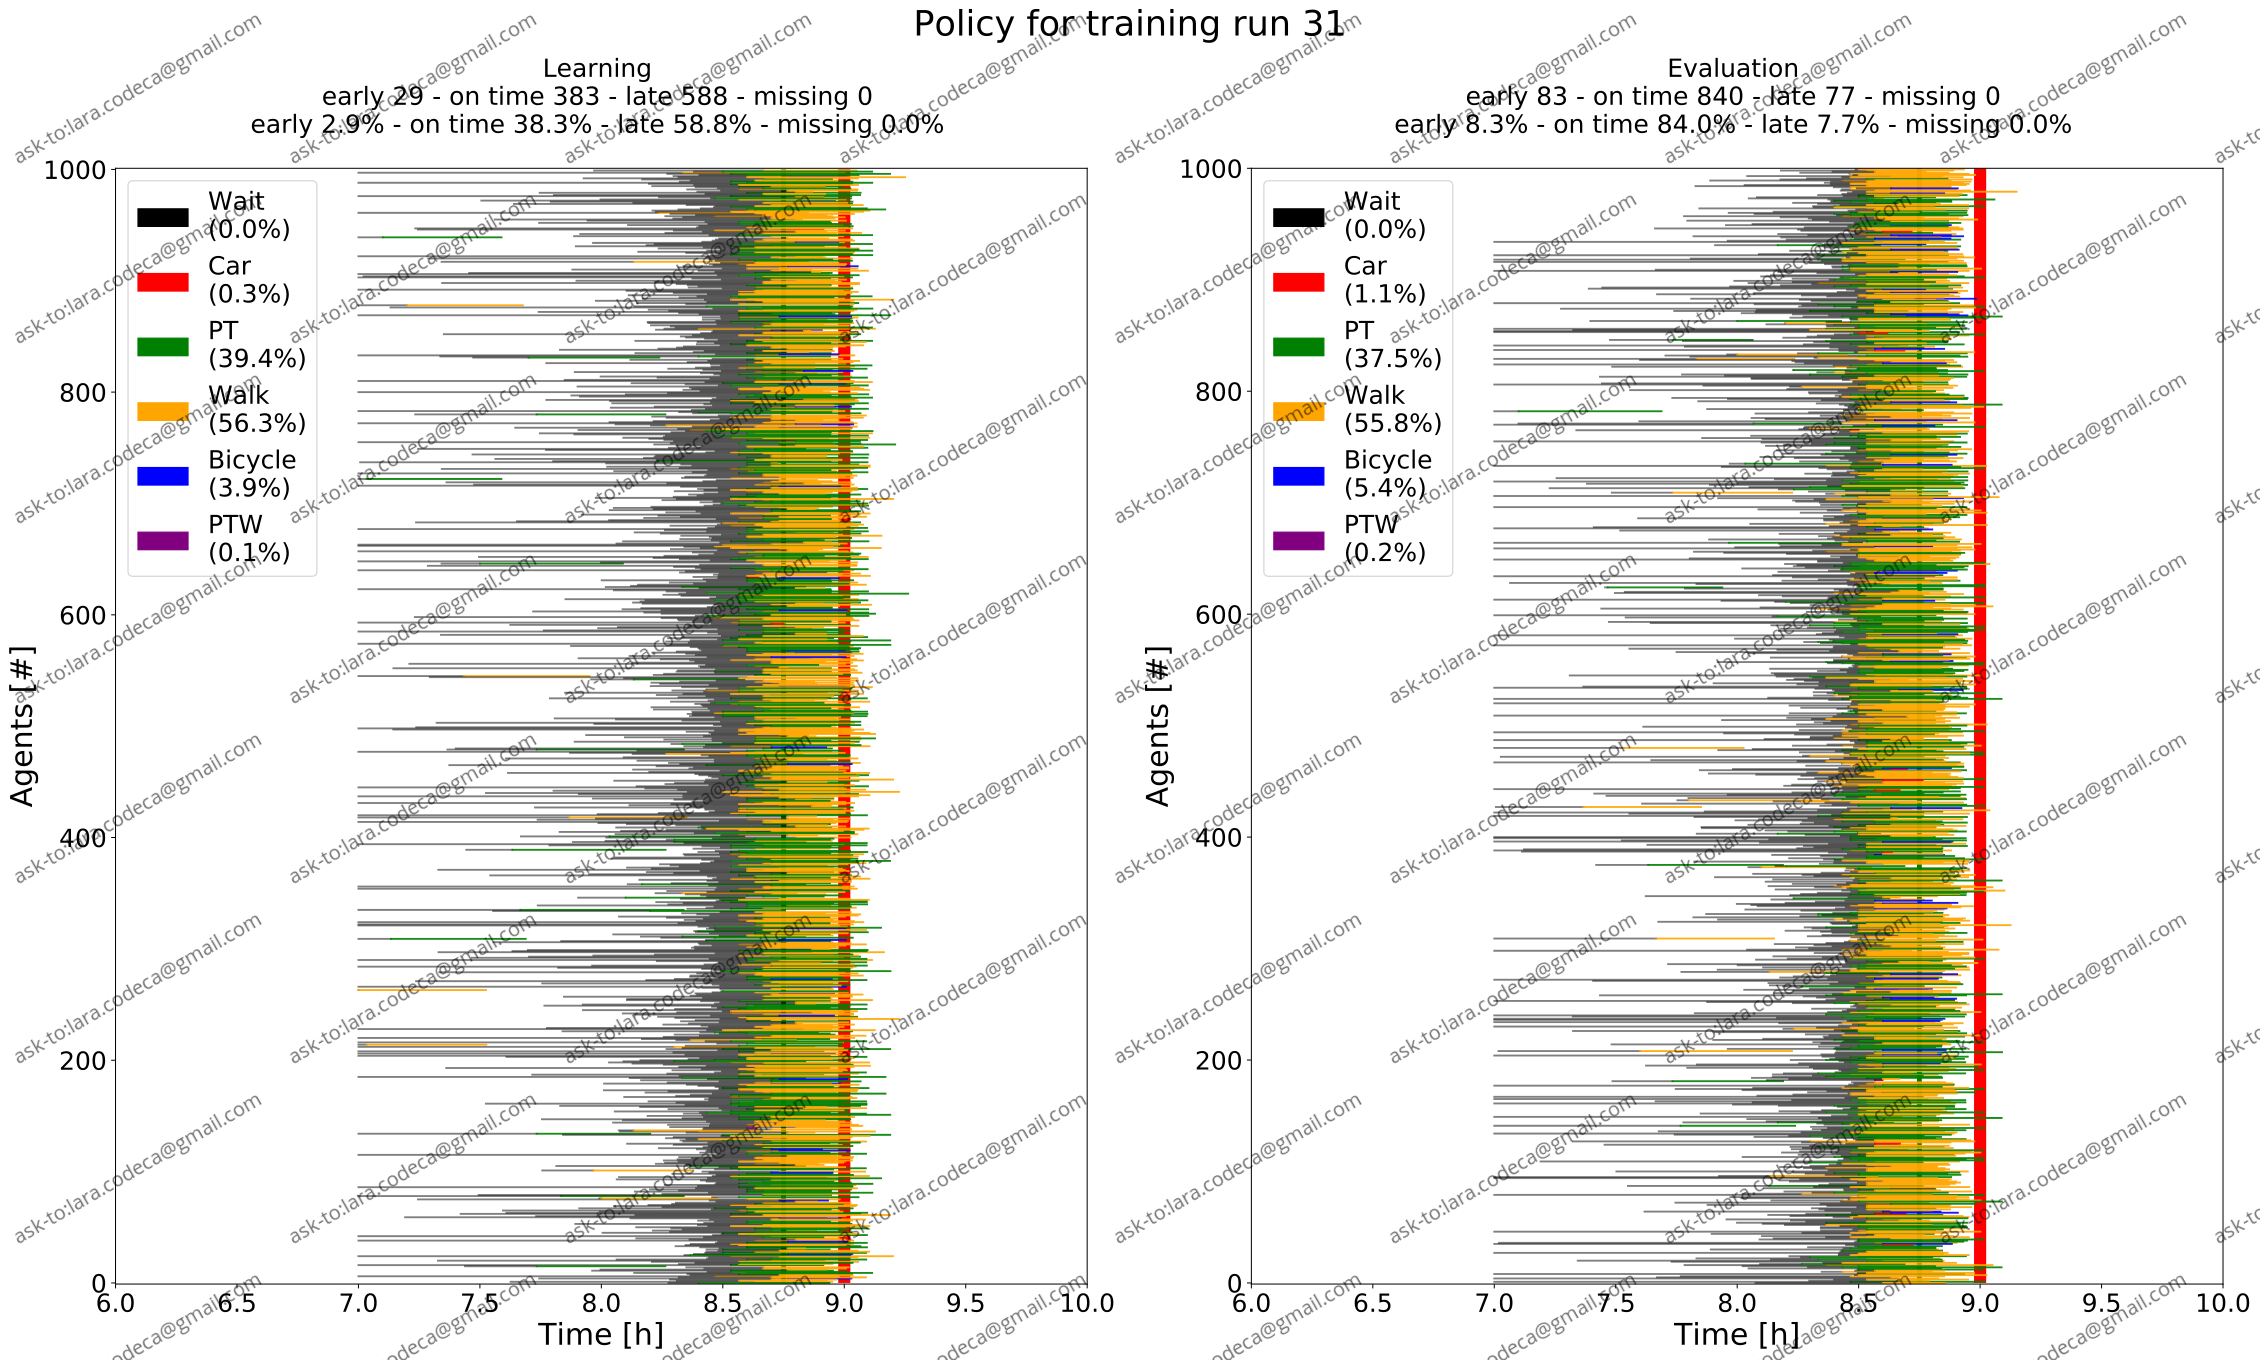 Policy for training run 31
Learning
early 29 - on time 383 - late 588 - missing 0
early 2.9% - on time 38.3% - late 58.8% - missing 0.0%
1000
800
600
400
200
0
Agents [#]
Wait
(0.0%)
Car
(0.3%)
PT
(39.4%)
Walk
(56.3%)
Bicycle
(3.9%)
PTW
(0.1%)
6.0 6.5 7.0 7.5 8.0 8.5 9.0 9.5 10.0
Time [h]
Evaluation
early 83 - on time 840 - late 77 - missing 0
early 8.3% - on time 84.0% - late 7.7% - missing 0.0%
1000
800
600
400
200
0
Agents [#]
Wait
(0.0%)
Car
(1.1%)
PT
(37.5%)
Walk
(55.8%)
Bicycle
(5.4%)
PTW
(0.2%)
6.0 6.5 7.0 7.5 8.0 8.5 9.0 9.5 10.0
Time [h]
ask-to:lara.codeca@gmail.com